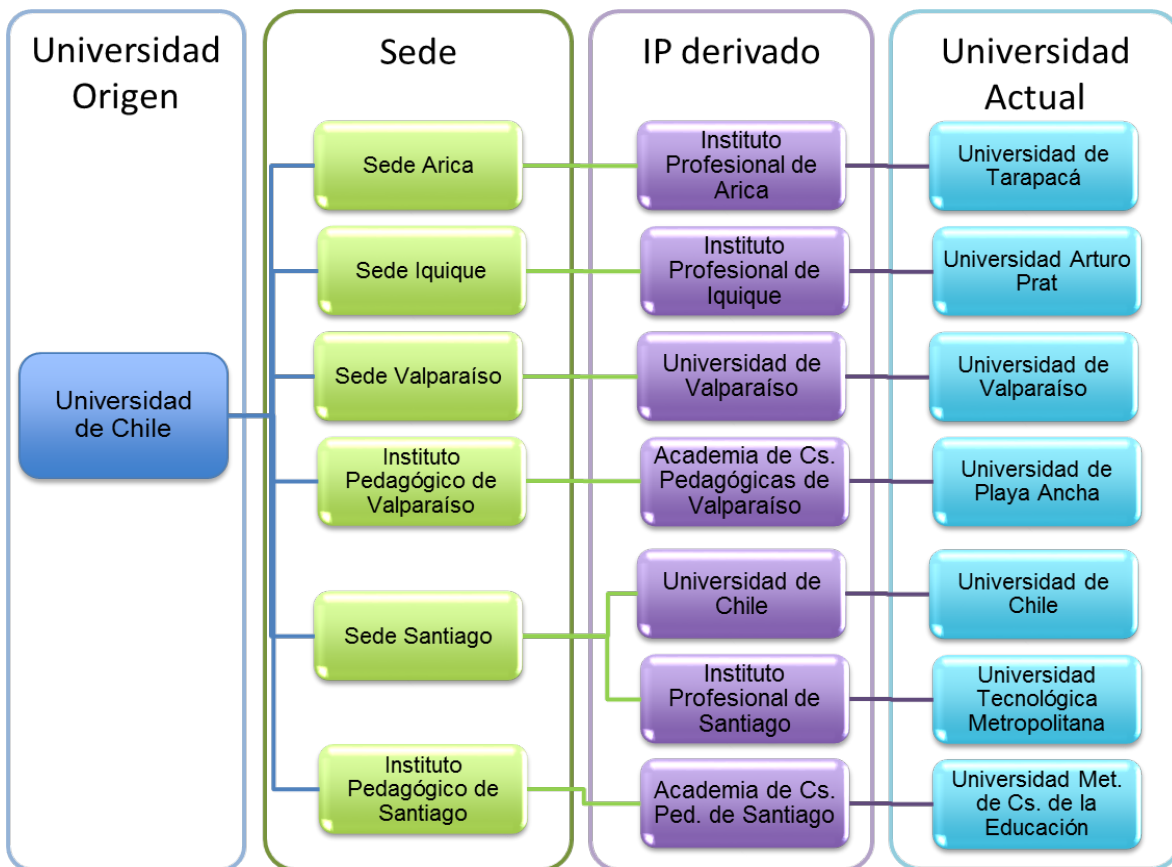 Universidad
Origen
Sede
IP derivado
Universidad
Actual
Universidad
de Chile
Sede Arica
Instituto
Profesional de
Arica
Universidad de
Tarapacá
Sede Iquique
Instituto
Profesional de
Iquique
Universidad Arturo
Prat
Sede Valparaíso
Universidad de
Valparaíso
Universidad de
Valparaíso
Instituto
Pedagógico de
Valparaíso
Academia de Cs.
Pedagógicas de
Valparaíso
Universidad de
Playa Ancha
Sede Santiago
Universidad de
Chile
Universidad de
Chile
Instituto
Profesional de
Santiago
Universidad
Tecnológica
Metropolitana
Instituto
Pedagógico de
Santiago
Academia de Cs.
Ped. de Santiago
Universidad Met.
de Cs. de la
Educación